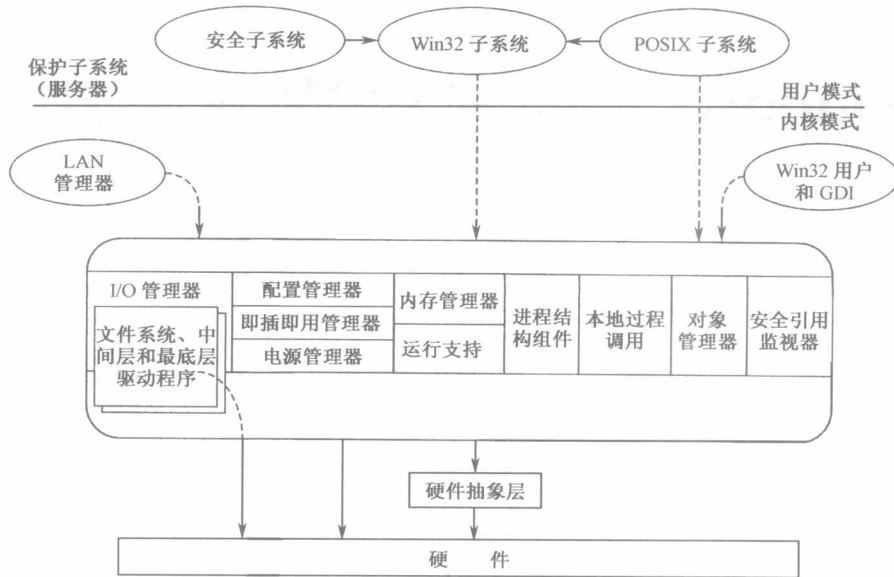 安全子系统
Win32 子系统
POSIX 子系统
保护子系统
（服务器）
用户模式
内核模式
LAN
管理器
Win32 用户
和 GDI
I/O 管理器
文件系统、中
间层和最底层
驱动程序
配置管理器
即插即用管理器
电源管理器
内存管理器
运行支持
进程结
构组件
本地过程
调用
对象
管理器
安全引用
监视器
硬件抽象层
硬 件